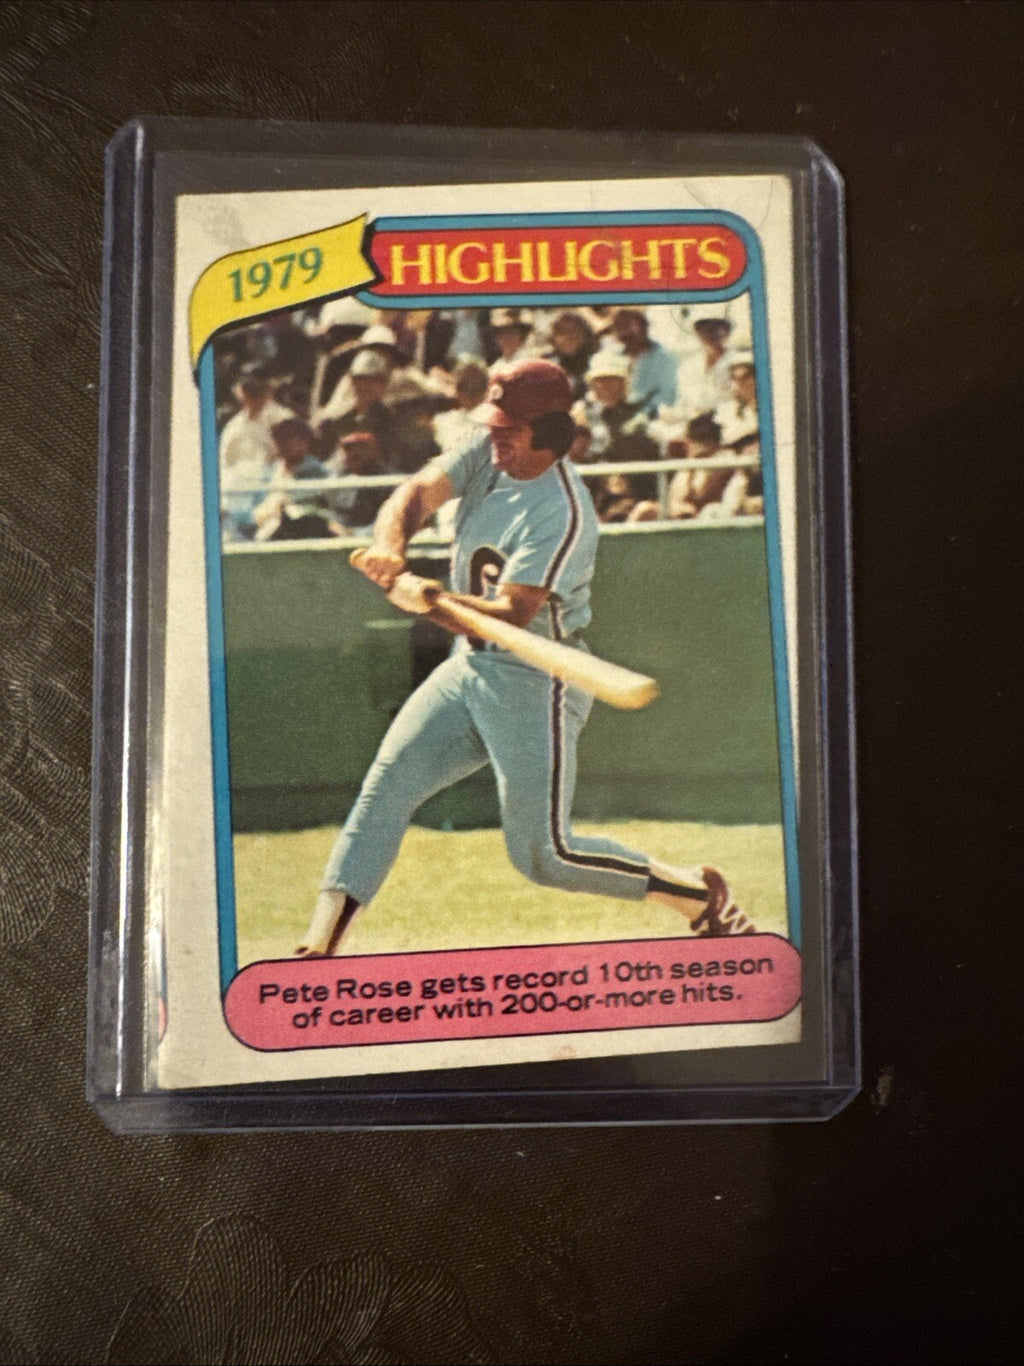 1979
HIGHLIGHTS
Pete Rose gets record 10th season
of career with 200-or-more hits.